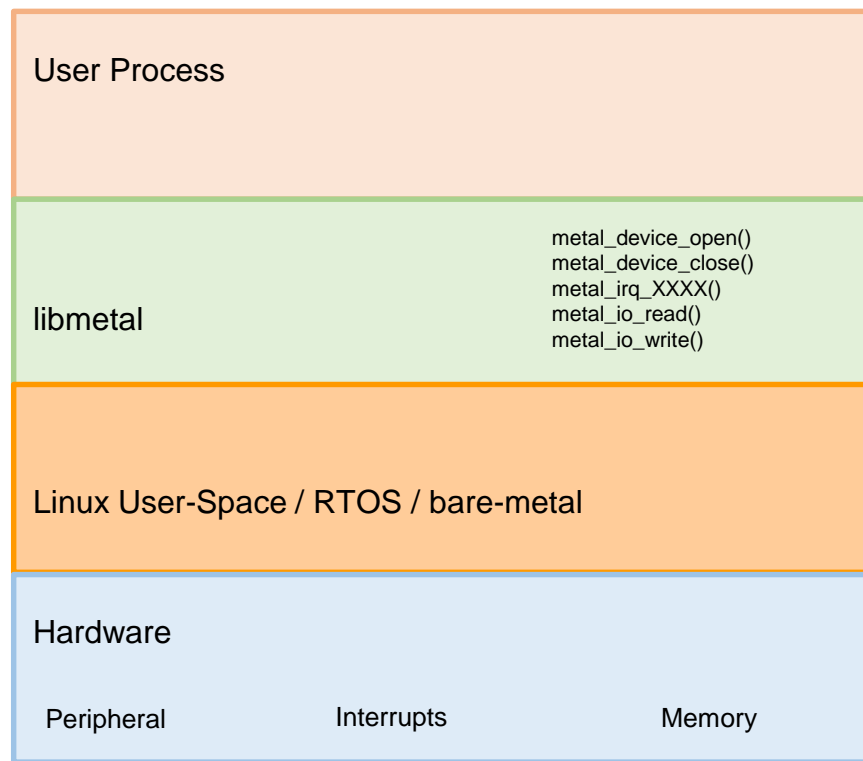 User Process
metal_device_open()
metal_device_close()
metal_irq_XXXX()
libmetal
metal_io_read()
metal_io_write()
Linux User-Space / RTOS / bare-metal
Hardware
Peripheral
Interrupts
Memory